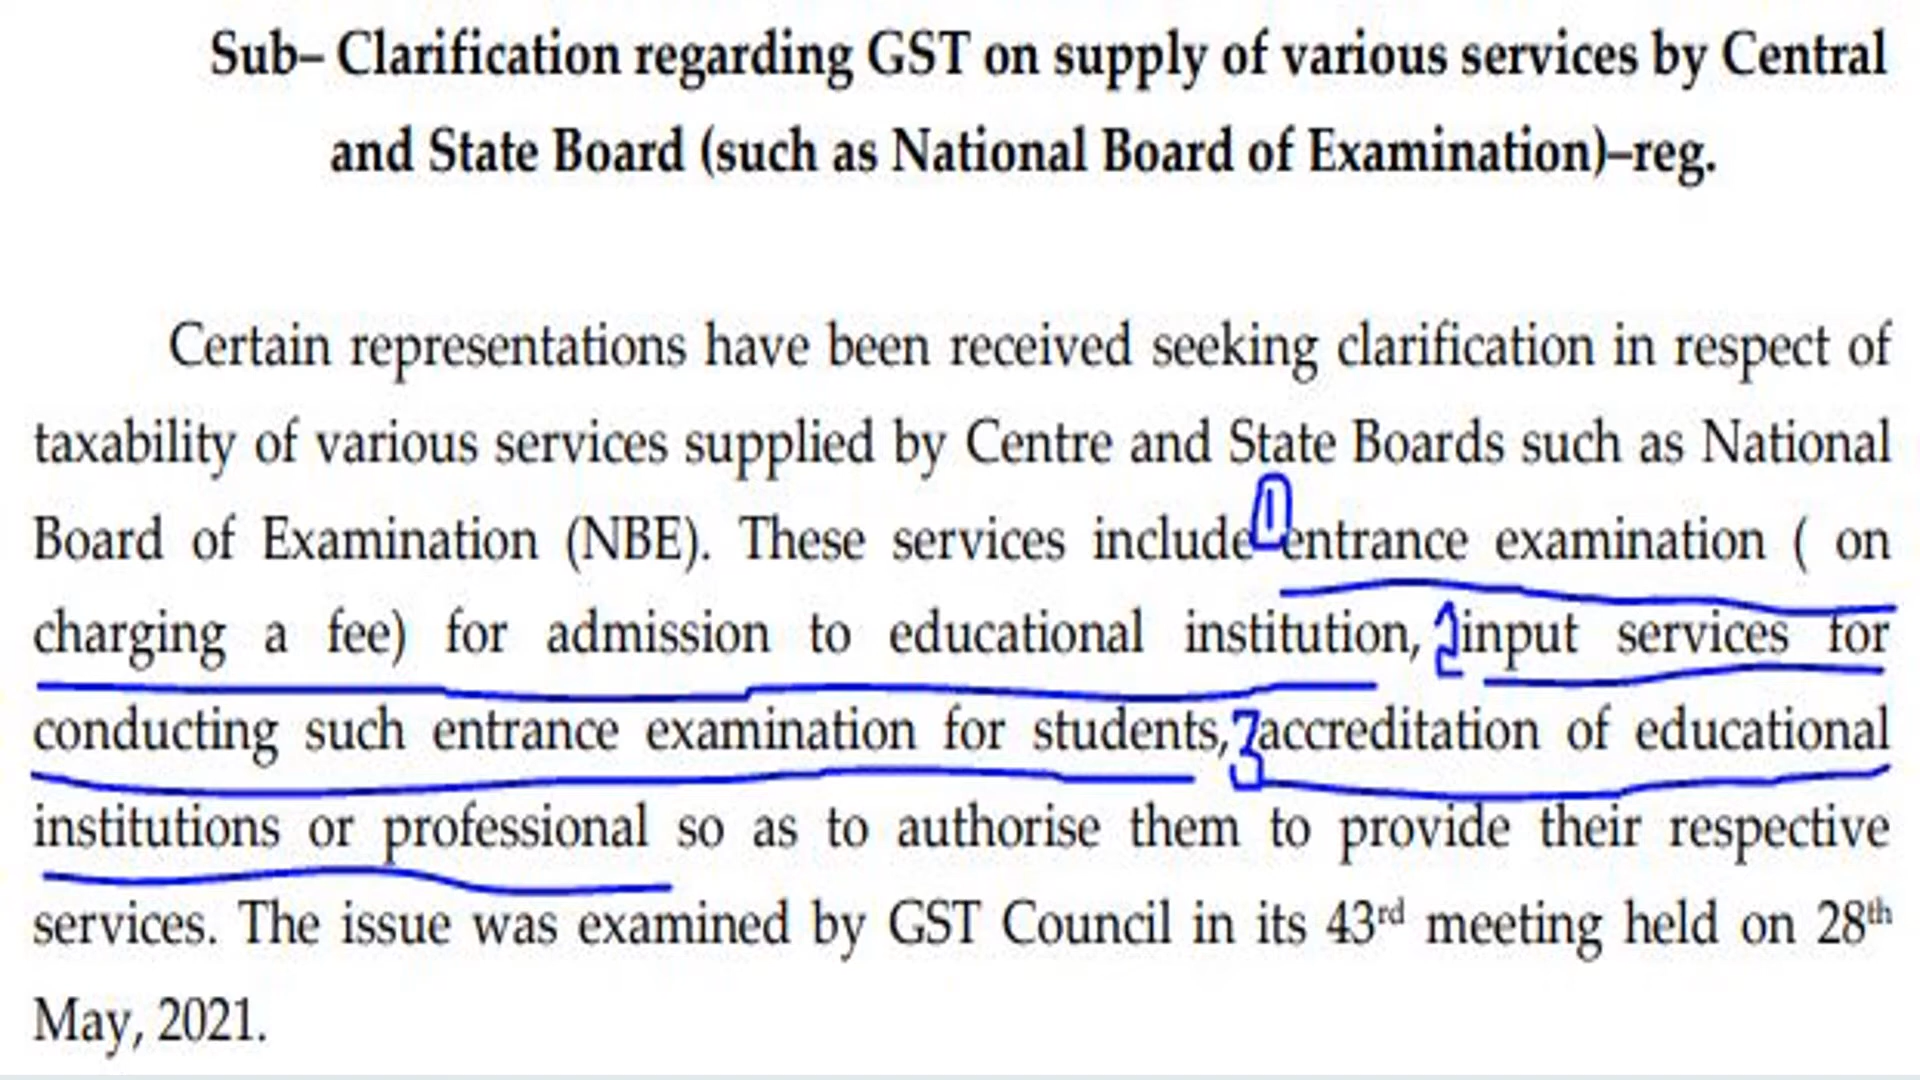 Sub– Clarification regarding GST on supply of various services by Central
and State Board (such as National Board of Examination)–reg.
Certain representations have been received seeking clarification in respect of
taxability of various services supplied by Centre and State Boards such as National
Board of Examination (NBE). These services include 1 entrance examination ( on
charging a fee) for admission to educational institution, 2 input services for
conducting such entrance examination for students, 3 accreditation of educational
institutions or professional so as to authorise them to provide their respective
services. The issue was examined by GST Council in its 43rd meeting held on 28th
May, 2021.